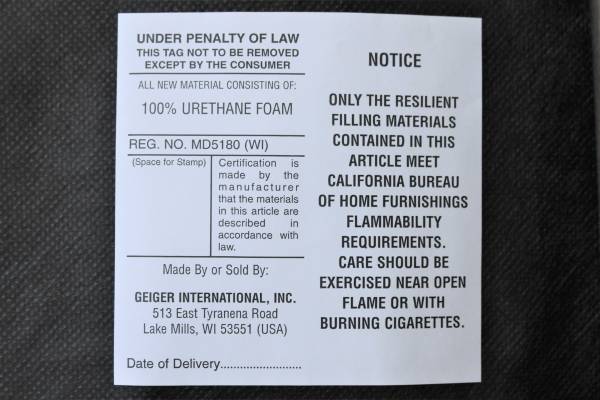 UNDER PENALTY OF LAW
THIS TAG NOT TO BE REMOVED
EXCEPT BY THE CONSUMER
ALL NEW MATERIAL CONSISTING OF:
100% URETHANE FOAM
REG. NO. MD5180 (WI)
(Space for Stamp)
Certification is
made by the
manufacturer
that the materials
in this article are
described in
accordance with
law.
Made By or Sold By:
GEIGER INTERNATIONAL, INC.
513 East Tyranena Road
Lake Mills, WI 53551 (USA)
Date of Delivery.........................
NOTICE
ONLY THE RESILIENT
FILLING MATERIALS
CONTAINED IN THIS
ARTICLE MEET
CALIFORNIA BUREAU
OF HOME FURNISHINGS
FLAMMABILITY
REQUIREMENTS.
CARE SHOULD BE
EXERCISED NEAR OPEN
FLAME OR WITH
BURNING CIGARETTES.